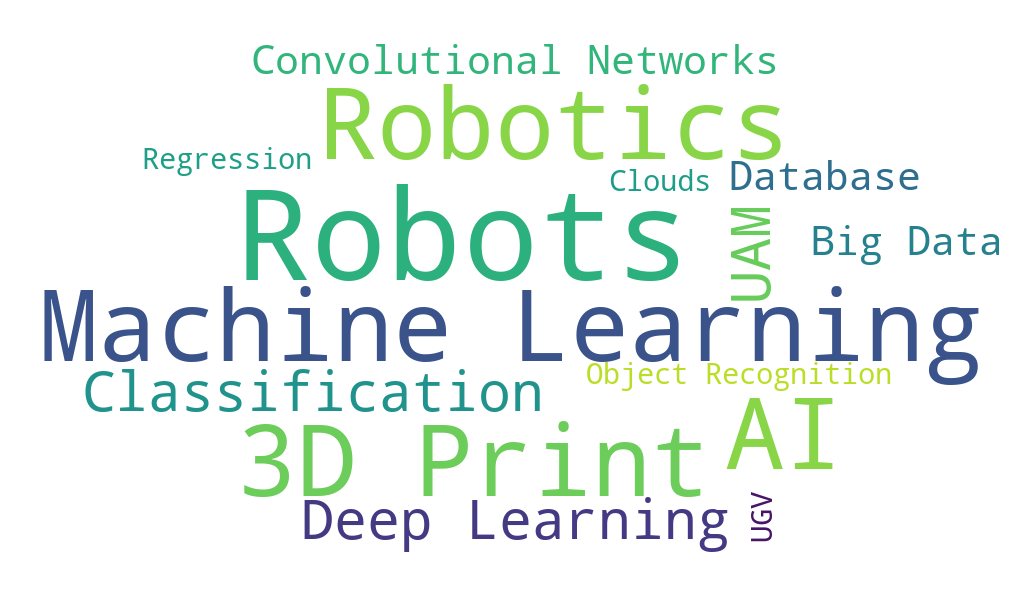 Convolutional Networks
Robotics
Regression
Clouds
Database
Robots
UAM
Big Data
Machine Learning
Classification
Object Recognition
AI
3D Print
Deep Learning
UGV